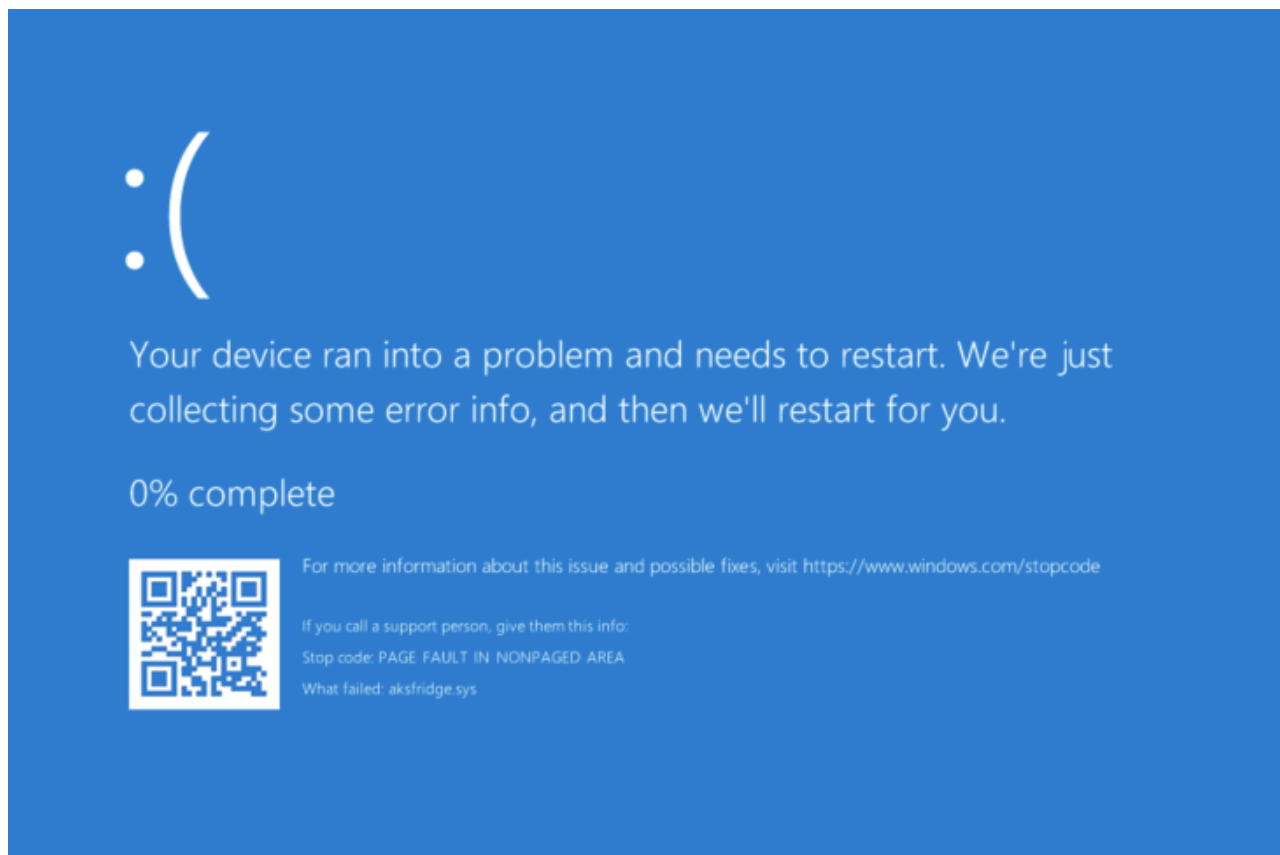 :(
Your device ran into a problem and needs to restart. We're just
collecting some error info, and then we'll restart for you.
0% complete
For more information about this issue and possible fixes, visit https://www.windows.com/stopcode
If you call a support person, give them this info:
Stop code: PAGE FAULT IN NONPAGED AREA
What failed: aksfridge.sys